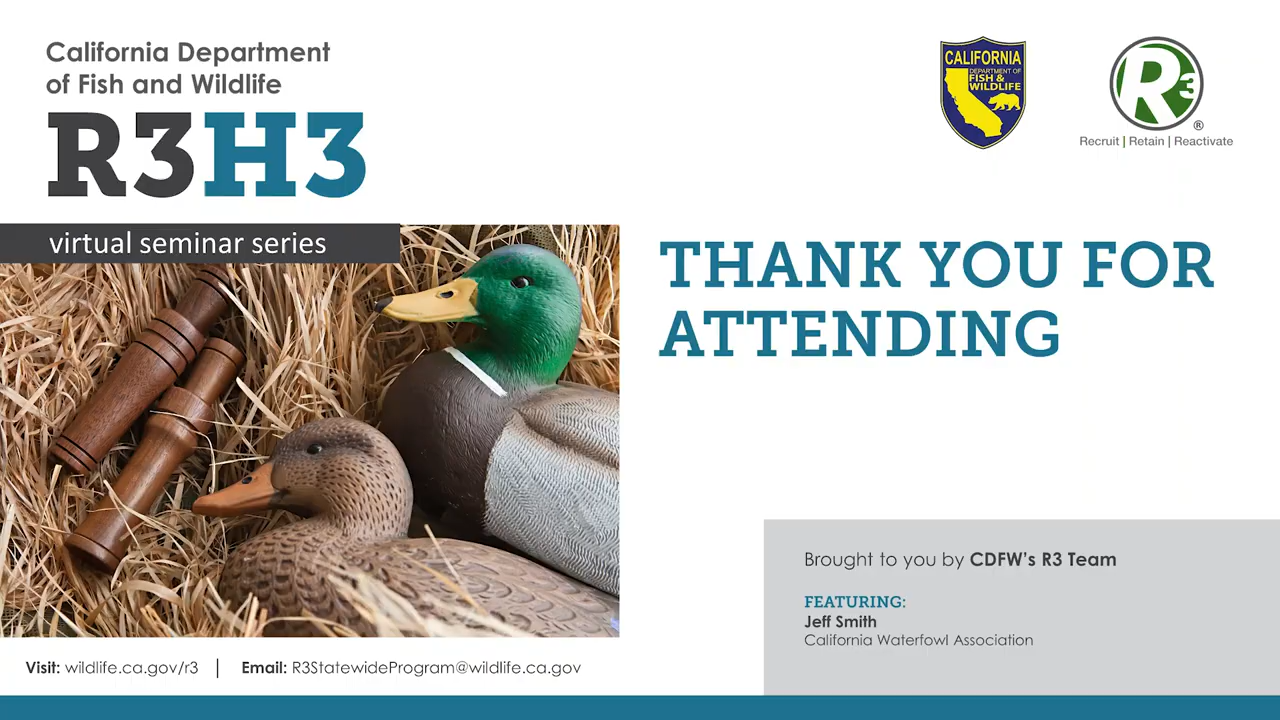 California Department
of Fish and Wildlife
R3H3
virtual seminar series
CALIFORNIA
DEPARTMENT OF
FISH &
WILDLIFE
R3
®
Recruit | Retain | Reactivate
THANK YOU FOR
ATTENDING
Brought to you by CDFW's R3 Team
FEATURING:
Jeff Smith
California Waterfowl Association
Visit: wildlife.ca.gov/r3 | Email: R3StatewideProgram@wildlife.ca.gov